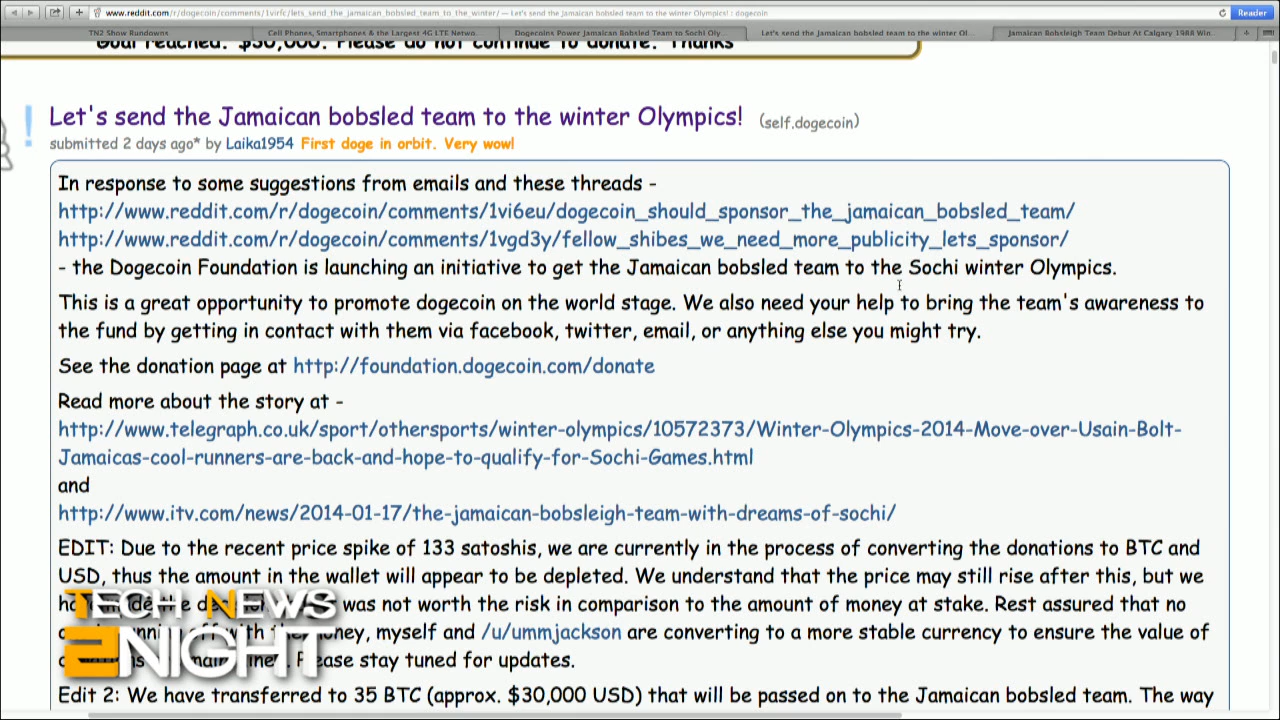 www.reddit.com/r/dogecoin/comments/1virfc/lets_send_the_jamaican_bobsled_team_to_the_winter/ — Let's send the Jamaican bobsled team to the winter Olympics! : dogecoin
Reader
TN2 Show Rundowns
Cell Phones, Smartphones & the Largest 4G LTE Netwo...
Dogecoins Power Jamaican Bobsled Team to Sochi Oly...
Let's send the Jamaican bobsled team to the winter Ol...
Jamaican Bobsleigh Team Debut At Calgary 1988 Win...
Goal reached: $30,000. Please do not continue to donate. Thanks
Let's send the Jamaican bobsled team to the winter Olympics! (self.dogecoin)
submitted 2 days ago* by Laika1954 First doge in orbit. Very wow!
In response to some suggestions from emails and these threads -
http://www.reddit.com/r/dogecoin/comments/1vi6eu/dogecoin_should_sponsor_the_jamaican_bobsled_team/
http://www.reddit.com/r/dogecoin/comments/1vgd3y/fellow_shibes_we_need_more_publicity_lets_sponsor/
- the Dogecoin Foundation is launching an initiative to get the Jamaican bobsled team to the Sochi winter Olympics.
This is a great opportunity to promote dogecoin on the world stage. We also need your help to bring the team's awareness to
the fund by getting in contact with them via facebook, twitter, email, or anything else you might try.
See the donation page at http://foundation.dogecoin.com/donate
Read more about the story at -
http://www.telegraph.co.uk/sport/othersports/winter-olympics/10572373/Winter-Olympics-2014-Move-over-Usain-Bolt-
Jamaicas-cool-runners-are-back-and-hope-to-qualify-for-Sochi-Games.html
and
http://www.itv.com/news/2014-01-17/the-jamaican-bobsleigh-team-with-dreams-of-sochi/
EDIT: Due to the recent price spike of 133 satoshis, we are currently in the process of converting the donations to BTC and
USD, thus the amount in the wallet will appear to be depleted. We understand that the price may still rise after this, but we
was not worth the risk in comparison to the amount of money at stake. Rest assured that no
with the money, myself and /u/ummjackson are converting to a more stable currency to ensure the value of
Please stay tuned for updates.
Edit 2: We have transferred to 35 BTC (approx. $30,000 USD) that will be passed on to the Jamaican bobsled team. The way
TECH NEWS
2NIGHT